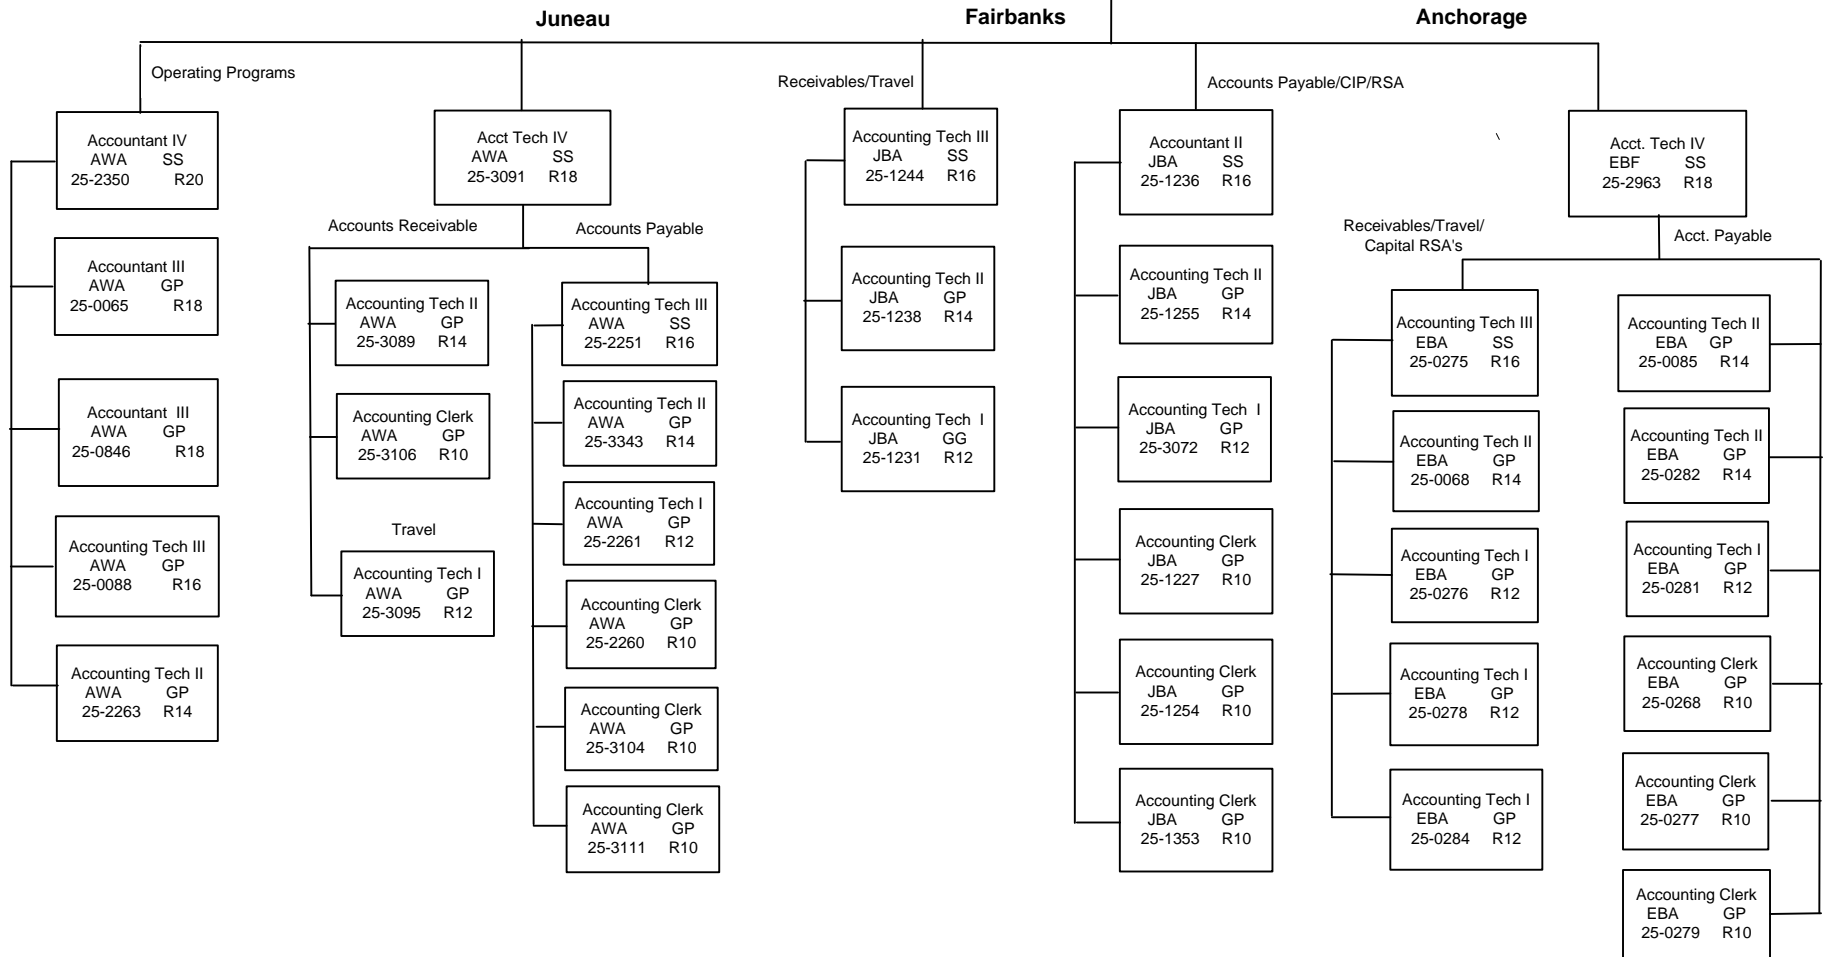 Juneau
Fairbanks
Anchorage
Operating Programs
Accountant IV
AWA SS
25-2350 R20
Accountant III
AWA GP
25-0065 R18
Accountant III
AWA GP
25-0846 R18
Accounting Tech III
AWA GP
25-0088 R16
Accounting Tech II
AWA GP
25-2263 R14
Acct Tech IV
AWA SS
25-3091 R18
Accounts Receivable
Accounting Tech II
AWA GP
25-3089 R14
Accounting Clerk
AWA GP
25-3106 R10
Travel
Accounting Tech I
AWA GP
25-3095 R12
Accounts Payable
Accounting Tech III
AWA SS
25-2251 R16
Accounting Tech II
AWA GP
25-3343 R14
Accounting Tech I
AWA GP
25-2261 R12
Accounting Clerk
AWA GP
25-2260 R10
Accounting Clerk
AWA GP
25-3104 R10
Accounting Clerk
AWA GP
25-3111 R10
Receivables/Travel
Accounting Tech III
JBA SS
25-1244 R16
Accounting Tech II
JBA GP
25-1238 R14
Accounting Tech I
JBA GG
25-1231 R12
Accounts Payable/CIP/RSA
Accountant II
JBA SS
25-1236 R16
Accounting Tech II
JBA GP
25-1255 R14
Accounting Tech I
JBA GP
25-3072 R12
Accounting Clerk
JBA GP
25-1227 R10
Accounting Clerk
JBA GP
25-1254 R10
Accounting Clerk
JBA GP
25-1353 R10
\
Acct. Tech IV
EBF SS
25-2963 R18
Receivables/Travel/
Capital RSA's
Accounting Tech III
EBA SS
25-0275 R16
Accounting Tech II
EBA GP
25-0068 R14
Accounting Tech I
EBA GP
25-0276 R12
Accounting Tech I
EBA GP
25-0278 R12
Accounting Tech I
EBA GP
25-0284 R12
Acct. Payable
Accounting Tech II
EBA GP
25-0085 R14
Accounting Tech II
EBA GP
25-0282 R14
Accounting Tech I
EBA GP
25-0281 R12
Accounting Clerk
EBA GP
25-0268 R10
Accounting Clerk
EBA GP
25-0277 R10
Accounting Clerk
EBA GP
25-0279 R10